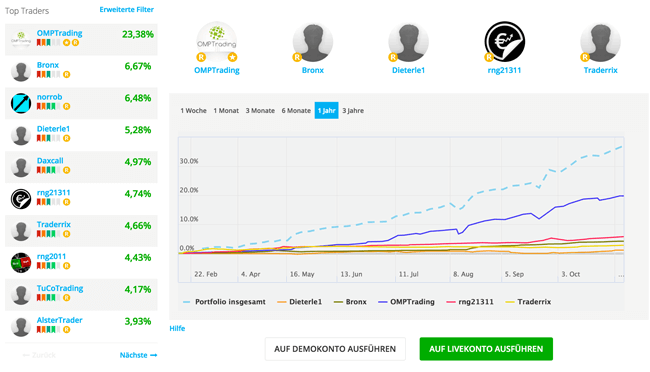 Top Traders
Erweiterte Filter
OMPTrading 23,38%
R
Bronx 6,67%
R
norrob 6,48%
R
Dieterle1 5,28%
R
Daxcall 4,97%
R
rng21311 4,74%
R
Traderrix 4,66%
R
rng2011 4,43%
R
TuCoTrading 4,17%
R
AlsterTrader 3,93%
R
Zurück Nächste
OMPTRADING
R R R R R
OMPTrading Bronx Dieterle1 rng21311 Traderrix
1 Woche 1 Monat 3 Monate 6 Monate 1 Jahr 3 Jahre
30.0%
20.0%
10.0%
0.0%
22. Feb 4. Apr 16. May 13. Jun 11. Jul 8. Aug 5. Sep 3. Oct ...
Portfolio insgesamt Dieterle1 Bronx OMPTrading rng21311 Traderrix
Hilfe
AUF DEMOKONTO AUSFÜHREN AUF LIVEKONTO AUSFÜHREN